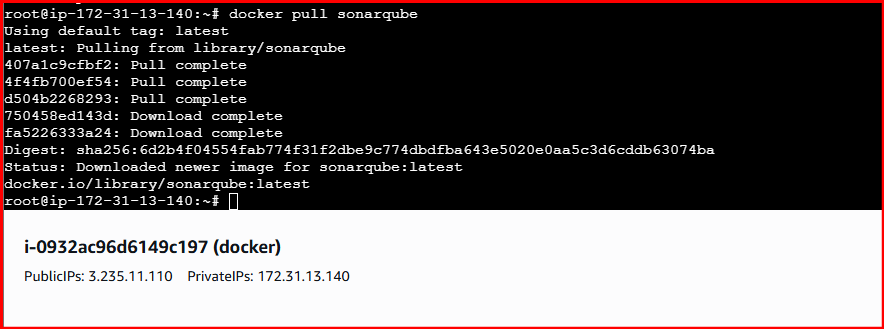 root@ip-172-31-13-140:~# docker pull sonarqube
Using default tag: latest
latest: Pulling from library/sonarqube
407a1c9cfbf2: Pull complete
4f4fb700ef54: Pull complete
d504b2268293: Pull complete
750458ed143d: Download complete
fa5226333a24: Download complete
Digest: sha256:6d2b4f04554fab774f31f2dbe9c774dbdfba643e5020e0aa5c3d6cddb63074ba
Status: Downloaded newer image for sonarqube:latest
docker.io/library/sonarqube:latest
root@ip-172-31-13-140:~#
i-0932ac96d6149c197 (docker)
PublicIPs: 3.235.11.110 PrivateIPs: 172.31.13.140